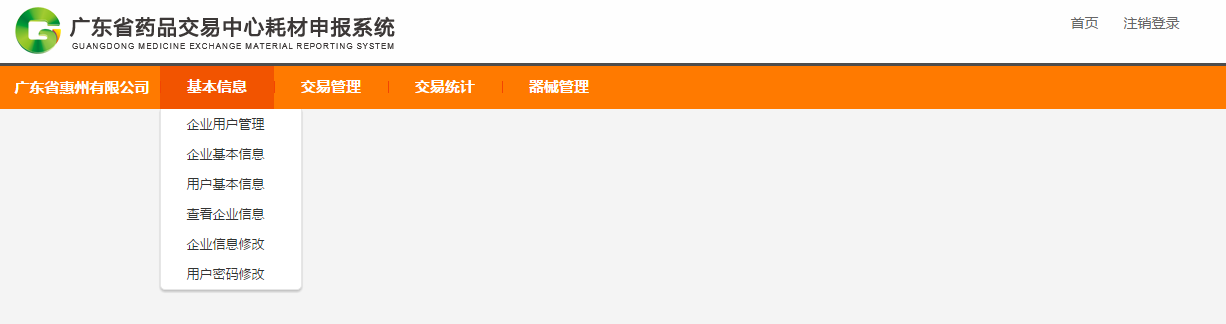 广东省药品交易中心耗材申报系统
GUANGDONG MEDICINE EXCHANGE MATERIAL REPORTING SYSTEM
首页 注销登录
广东省惠州有限公司 基本信息 交易管理 交易统计 器械管理
企业用户管理
企业基本信息
用户基本信息
查看企业信息
企业信息修改
用户密码修改